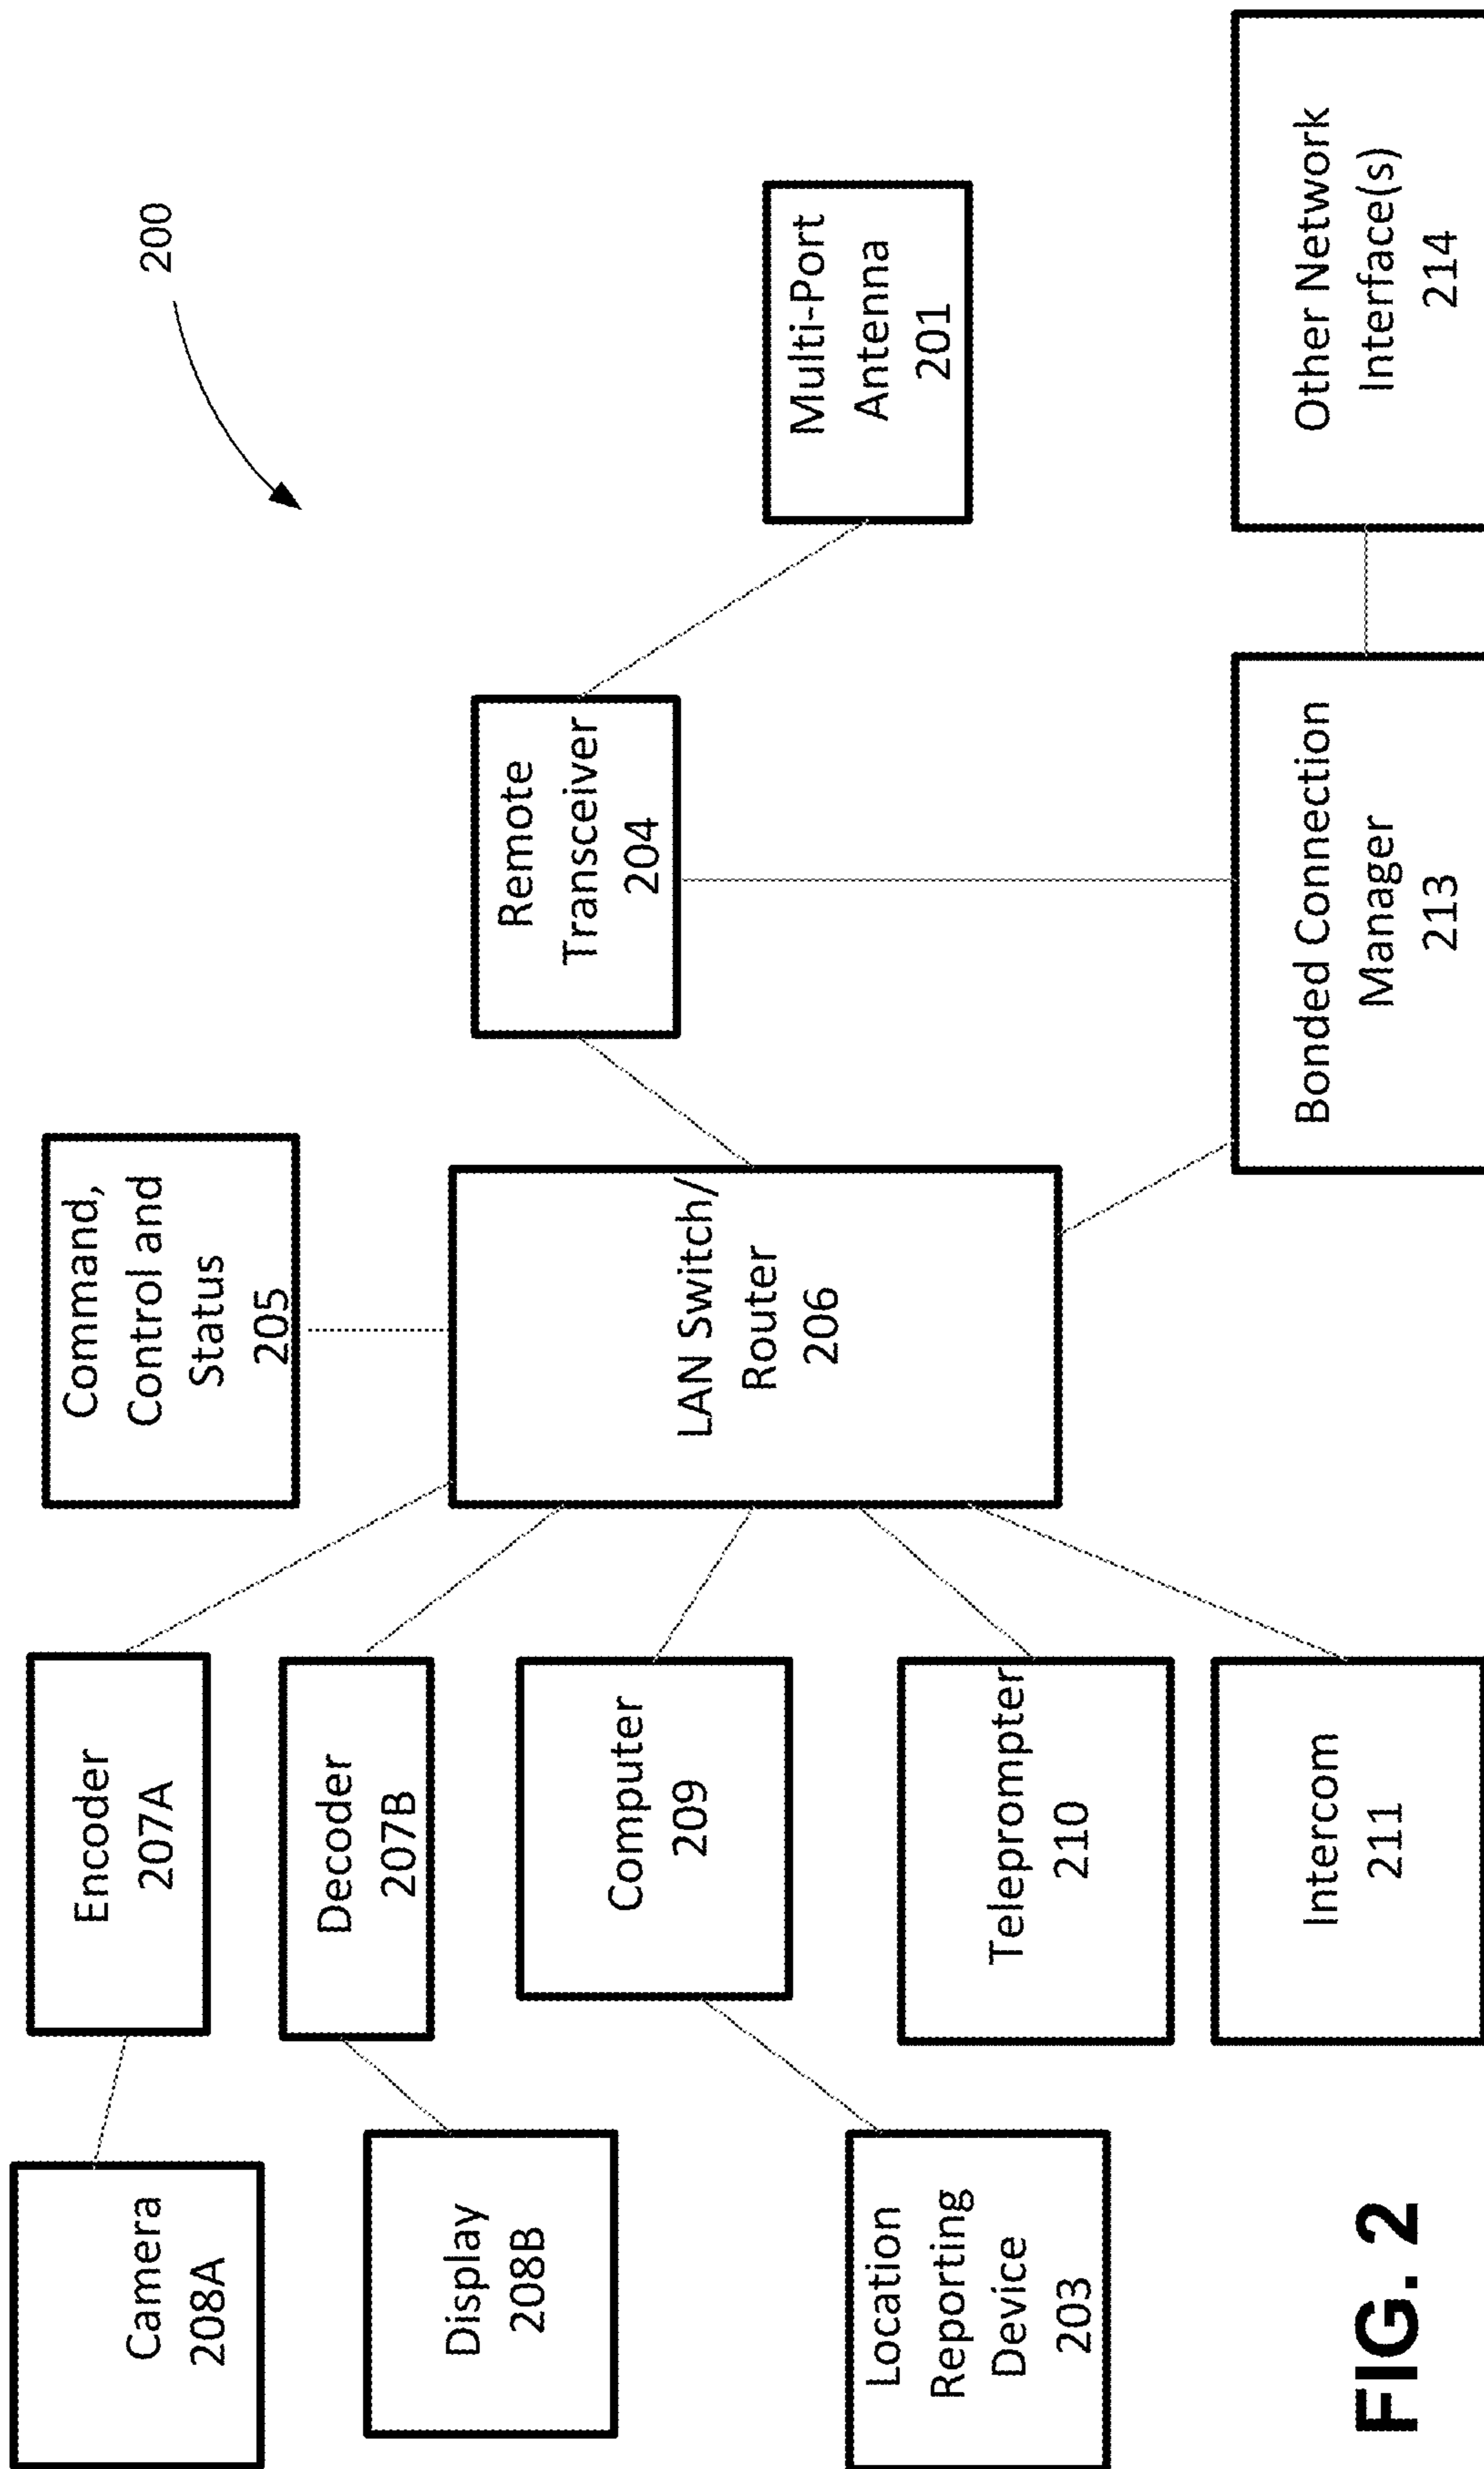 200
Camera
208A
Encoder
207A
Command,
Control and
Status
205
Display
208B
Decoder
207B
Remote
Transceiver
204
Multi-Port
Antenna
201
Computer
209
LAN Switch/
Router
206
Location
Reporting
Device
203
Teleprompter
210
Intercom
211
Bonded Connection
Manager
213
Other Network
Interface(s)
214
FIG. 2